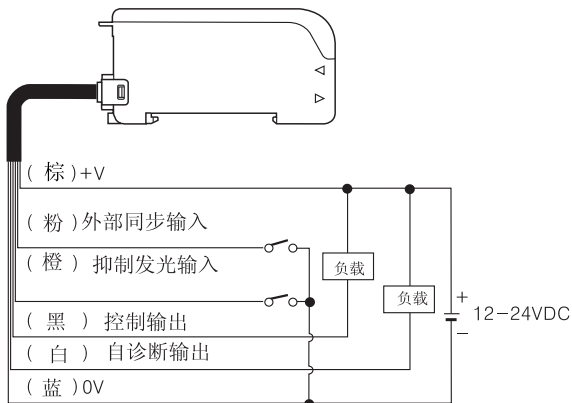 (棕)+V
(粉)外部同步输入
(橙) 抑制发光输入
负载
负载
+
12-24VDC
−
(黑) 控制输出
(白) 自诊断输出
(蓝)0V